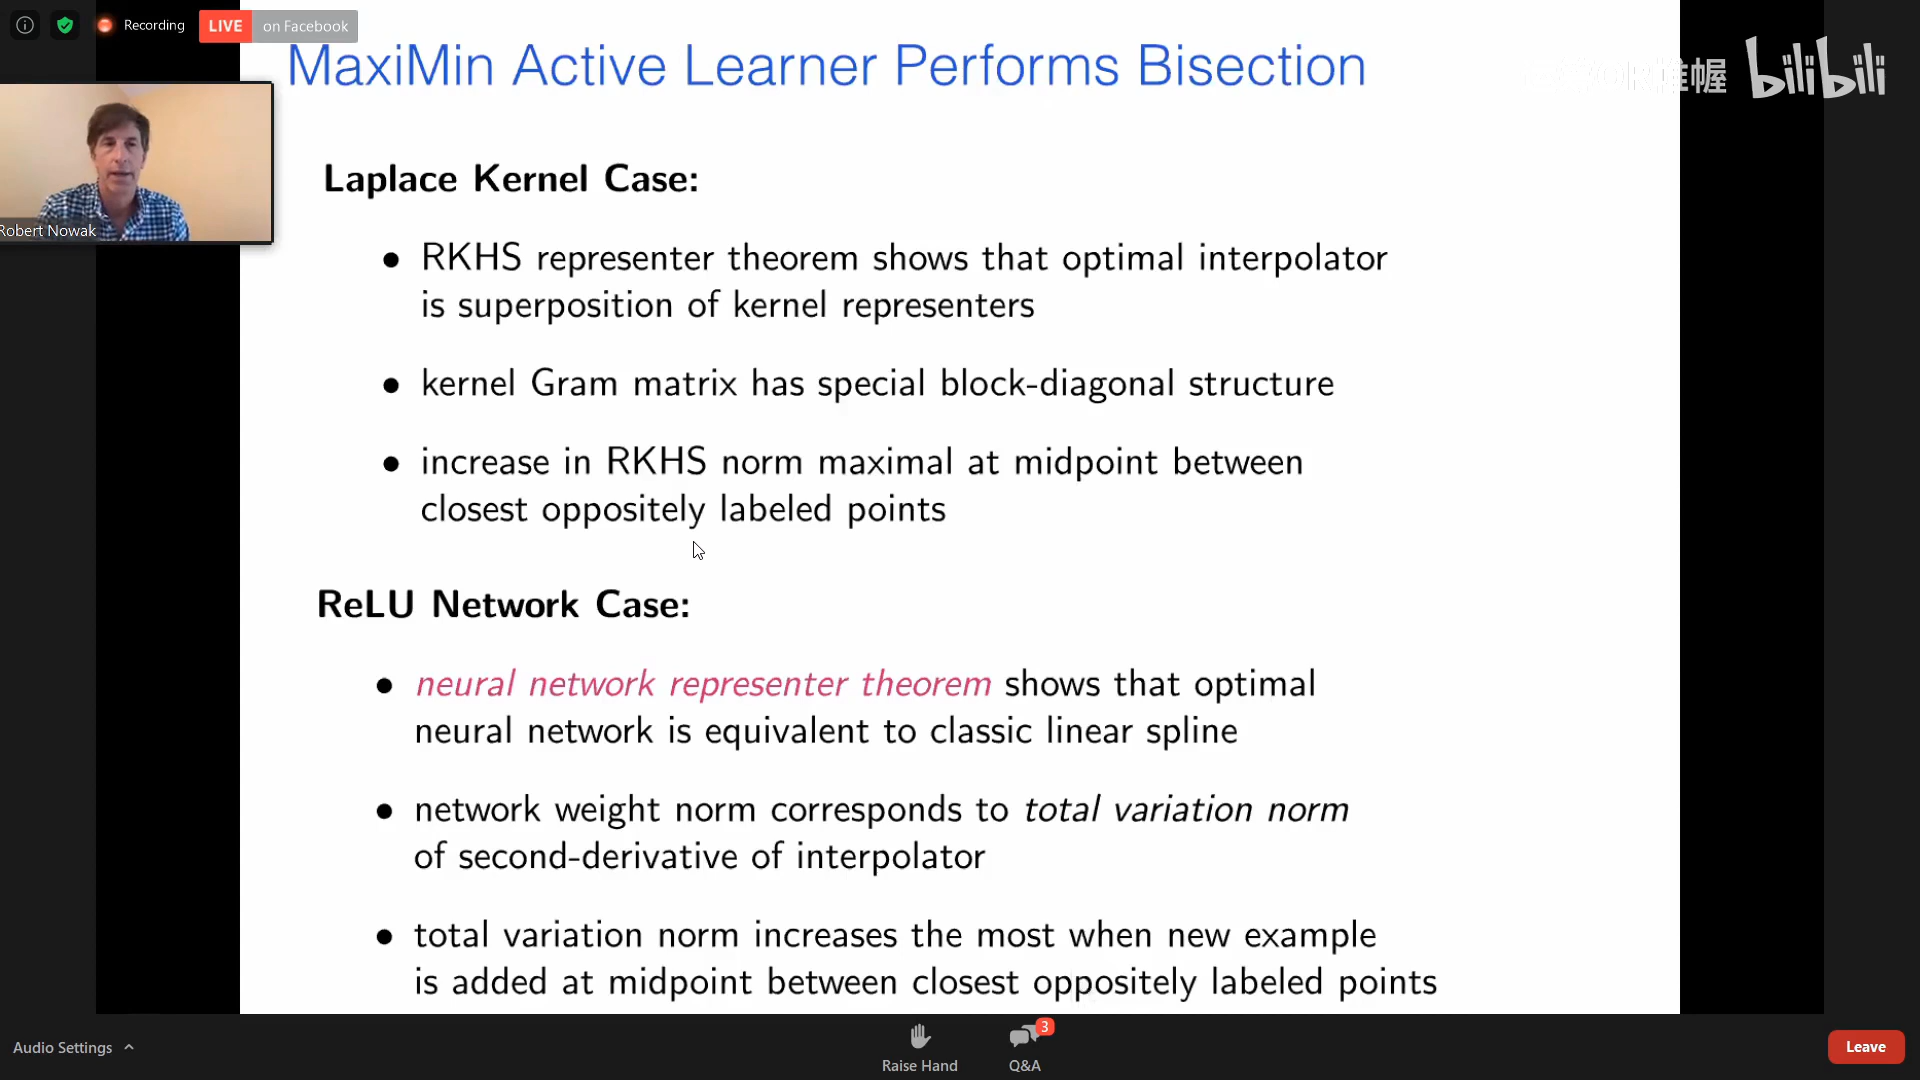 Recording
LIVE on Facebook
MaxiMin Active Learner Performs Bisection
bilibili
Robert Nowak
Laplace Kernel Case:
• RKHS representer theorem shows that optimal interpolator
is superposition of kernel representers
• kernel Gram matrix has special block-diagonal structure
• increase in RKHS norm maximal at midpoint between
closest oppositely labeled points
ReLU Network Case:
• neural network representer theorem shows that optimal
neural network is equivalent to classic linear spline
• network weight norm corresponds to total variation norm
of second-derivative of interpolator
• total variation norm increases the most when new example
is added at midpoint between closest oppositely labeled points
Audio Settings
Raise Hand
3
Q&A
Leave